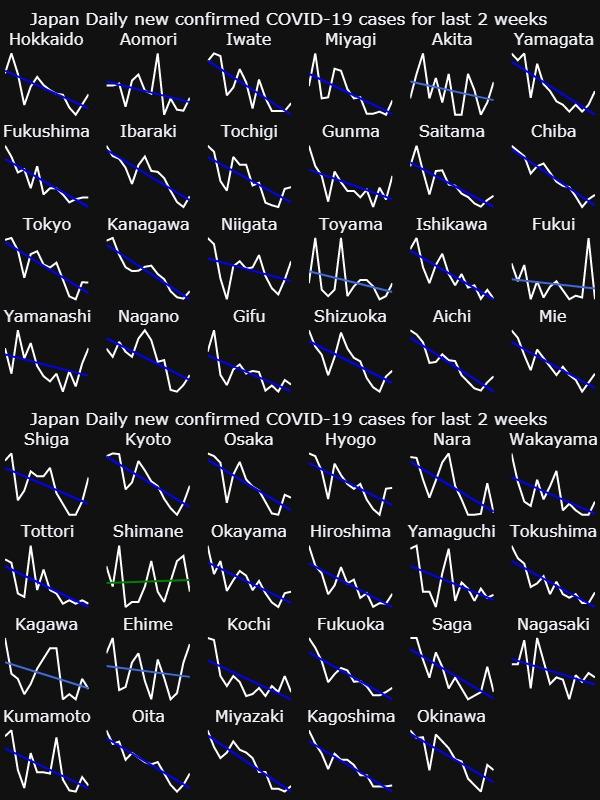 Japan Daily new confirmed COVID-19 cases for last 2 weeks
Hokkaido Aomori Iwate Miyagi Akita Yamagata
Fukushima Ibaraki Tochigi Gunma Saitama Chiba
Tokyo Kanagawa Niigata Toyama Ishikawa Fukui
Yamanashi Nagano Gifu Shizuoka Aichi Mie
Japan Daily new confirmed COVID-19 cases for last 2 weeks
Shiga Kyoto Osaka Hyogo Nara Wakayama
Tottori Shimane Okayama Hiroshima Yamaguchi Tokushima
Kagawa Ehime Kochi Fukuoka Saga Nagasaki
Kumamoto Oita Miyazaki Kagoshima Okinawa